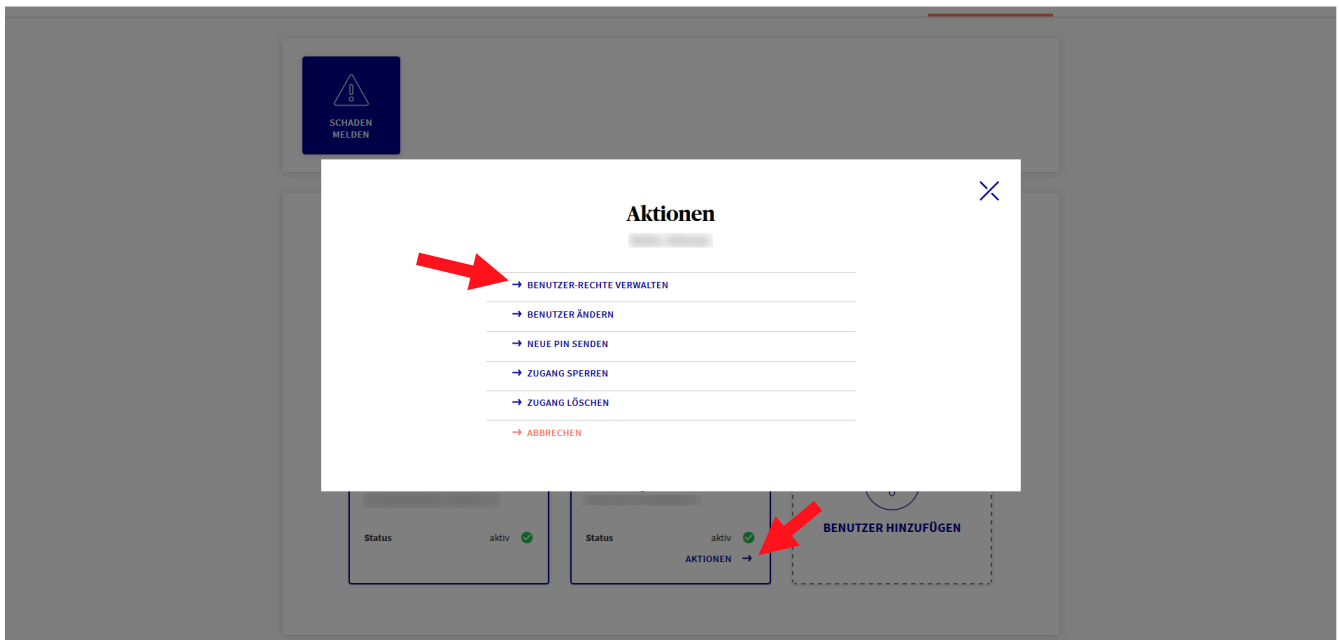 SCHADEN
MELDEN
Aktionen
BENUTZER-RECHTE VERWALTEN
BENUTZER ÄNDERN
NEUE PIN SENDEN
ZUGANG SPERREN
ZUGANG LÖSCHEN
ABBRECHEN
Status aktiv
Status aktiv
AKTIONEN
BENUTZER HINZUFÜGEN